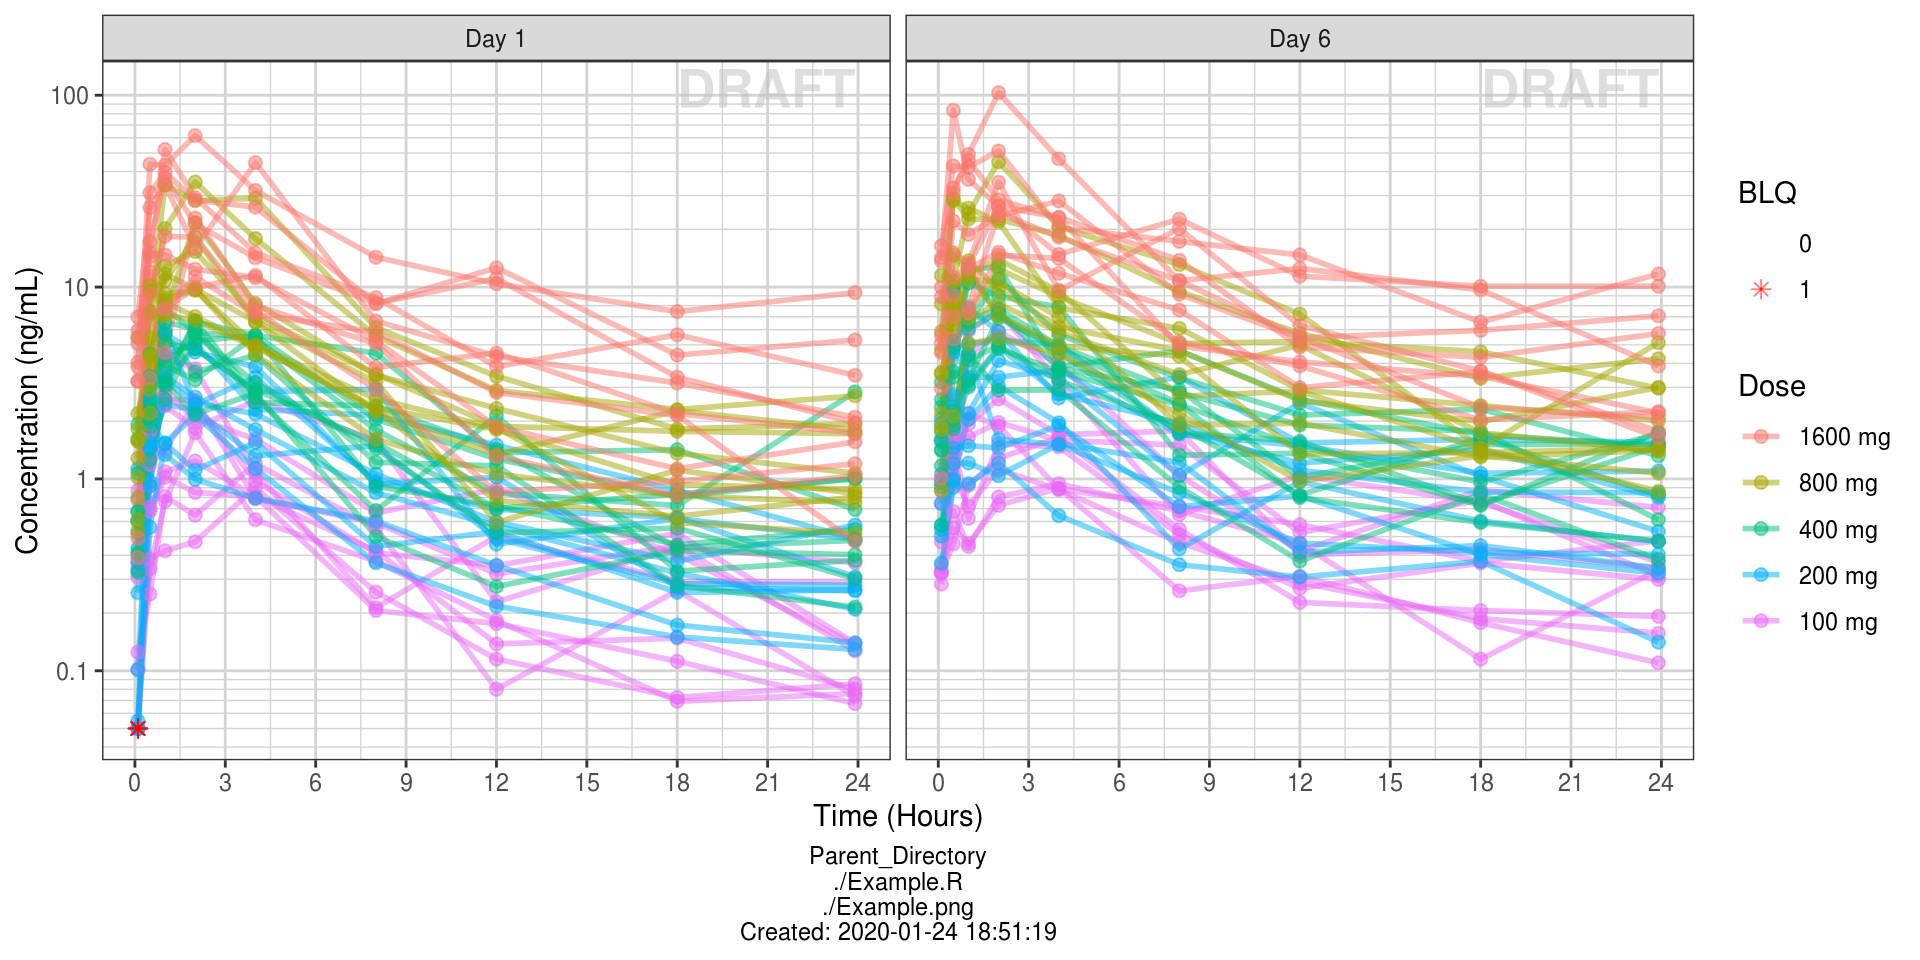 Day 1
Day 6
DRAFT
DRAFT
Concentration (ng/mL)
100
10
1
0.1
0 3 6 9 12 15 18 21 24
0 3 6 9 12 15 18 21 24
Time (Hours)
BLQ
0
1
Dose
1600 mg
800 mg
400 mg
200 mg
100 mg
Parent_Directory
./Example.R
./Example.png
Created: 2020-01-24 18:51:19